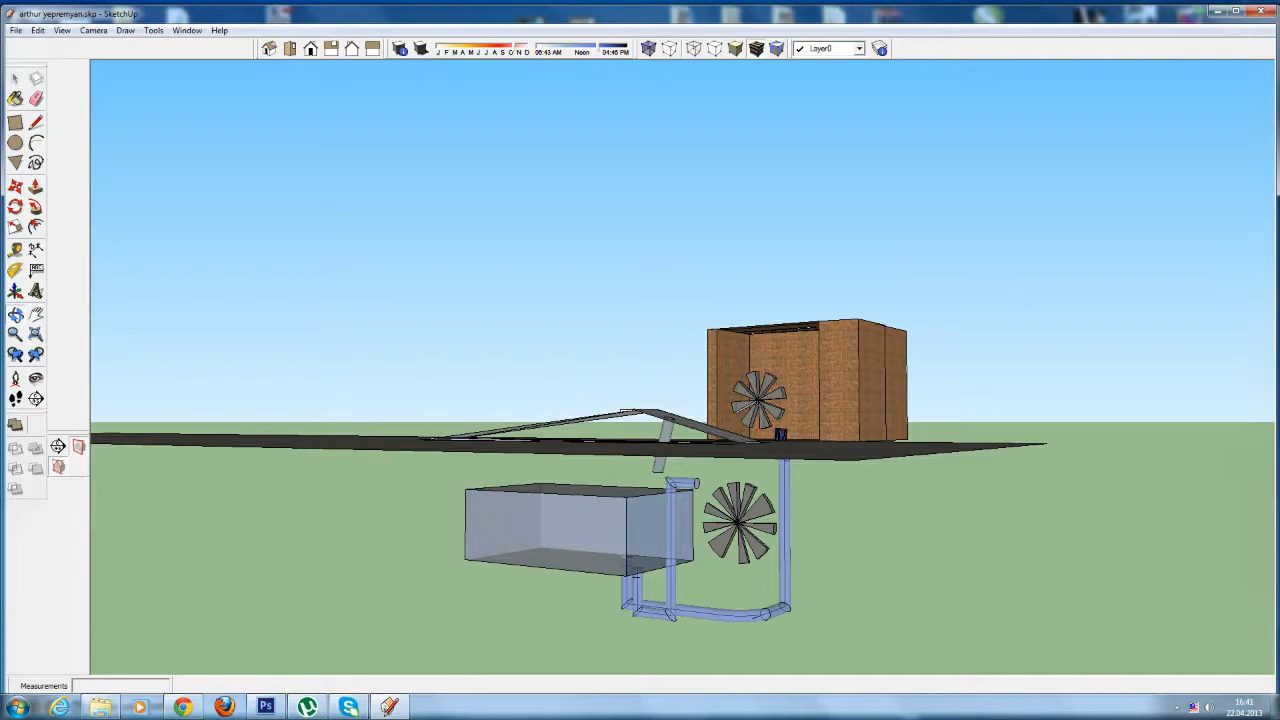 arthur yepremyan.skp - SketchUp
File Edit View Camera Draw Tools Window Help
J F M A M J J A S O N D 06:43 AM Noon 04:46 PM Layer0
Measurements
16:41
22.04.2013